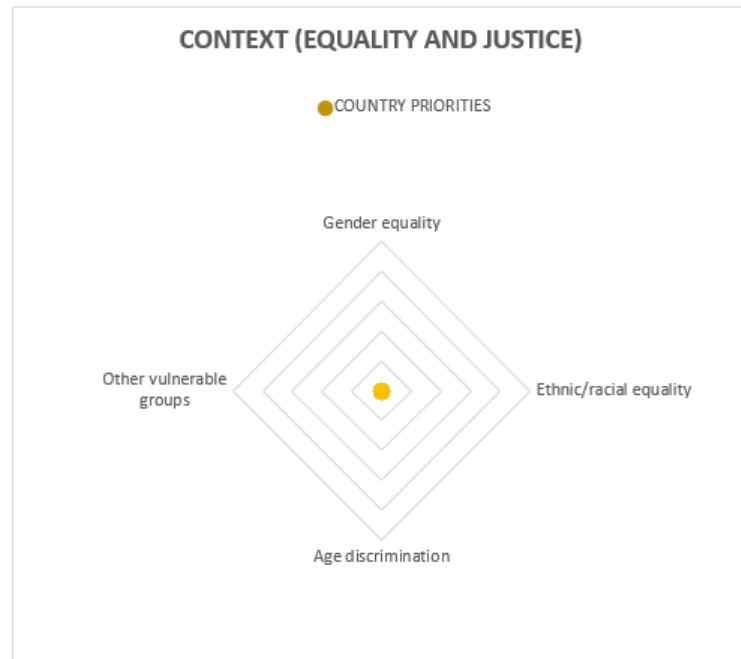 CONTEXT (EQUALITY AND JUSTICE)
COUNTRY PRIORITIES
Gender equality
Other vulnerable
groups
Ethnic/racial equality
Age discrimination